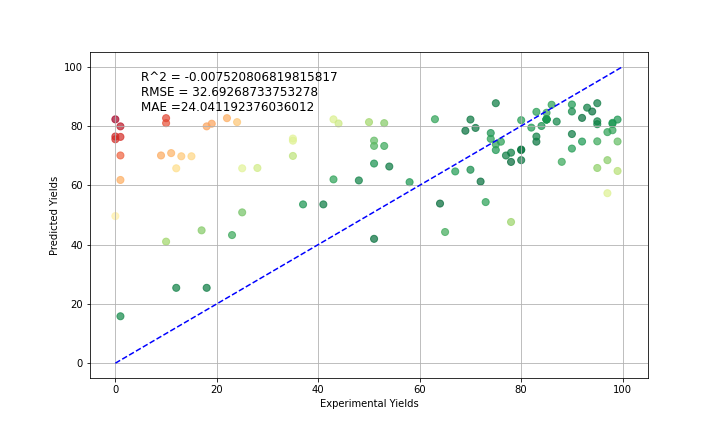 R^2 = -0.007520806819815817
RMSE = 32.69268733753278
MAE =24.041192376036012
100
80
60
40
20
0
Predicted Yields
0 20 40 60 80 100
Experimental Yields